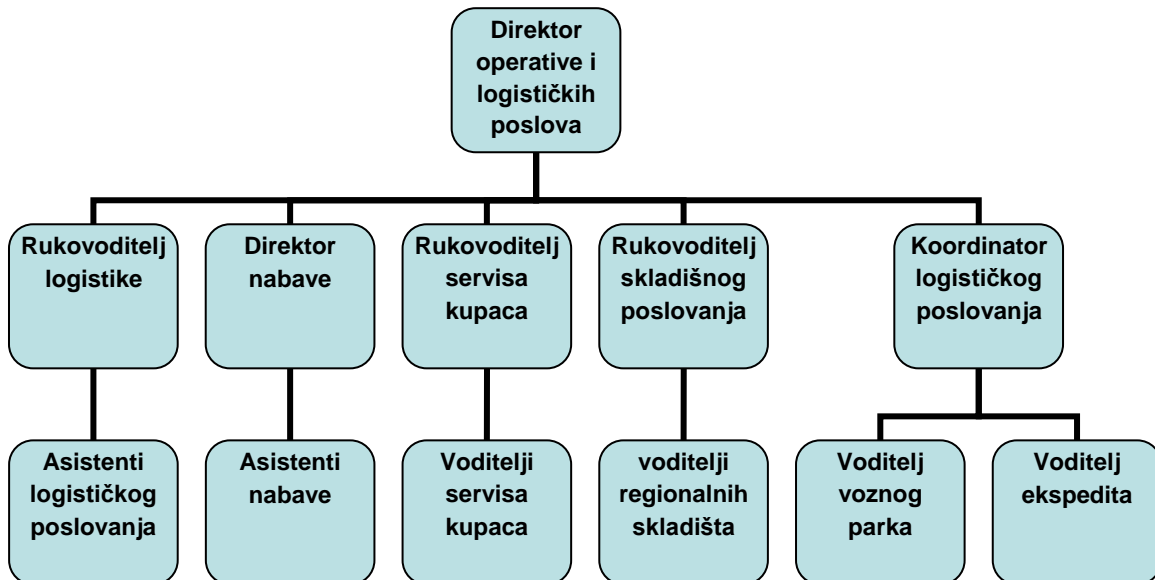 Direktor
operative i
logističkih
poslova
Rukovoditelj
logistike
Direktor
nabave
Rukovoditelj
servisa
kupaca
Rukovoditelj
skladišnog
poslovanja
Koordinator
logističkog
poslovanja
Asistenti
logističkog
poslovanja
Asistenti
nabave
Voditelji
servisa
kupaca
voditelji
regionalnih
skladišta
Voditelj
voznog
parka
Voditelj
ekspedita